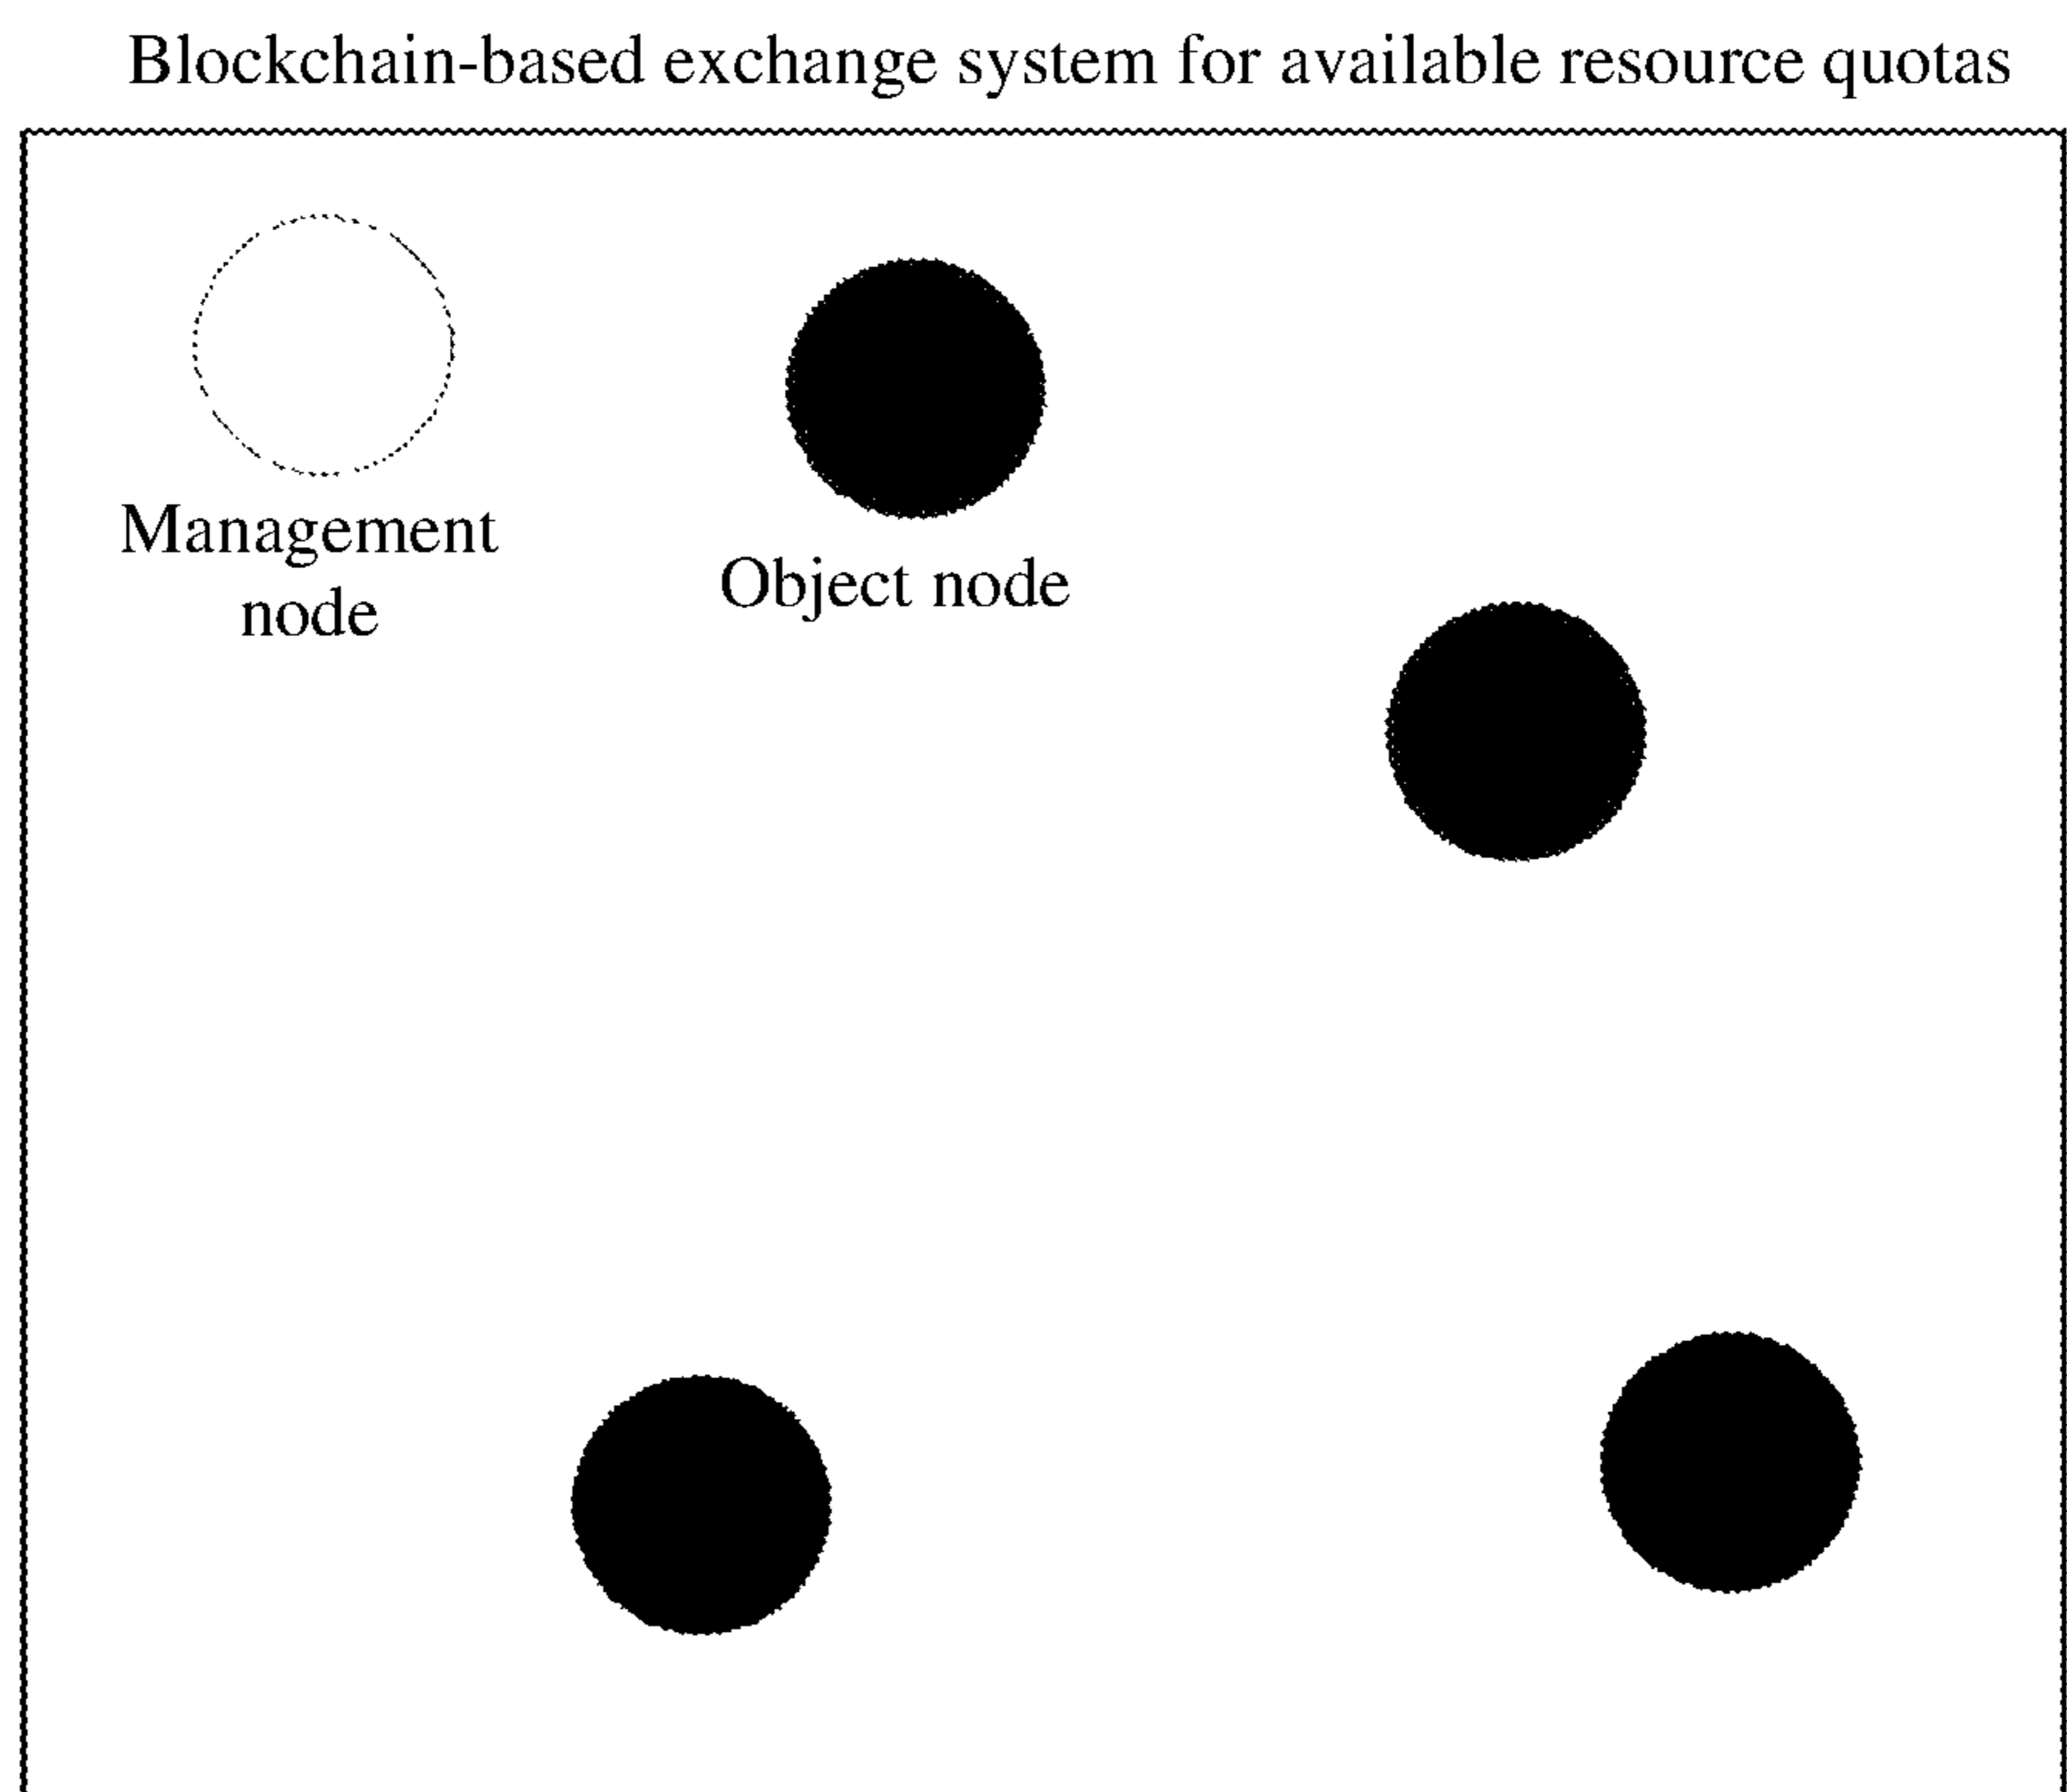 Blockchain-based exchange system for available resource quotas
Management
node
Object node